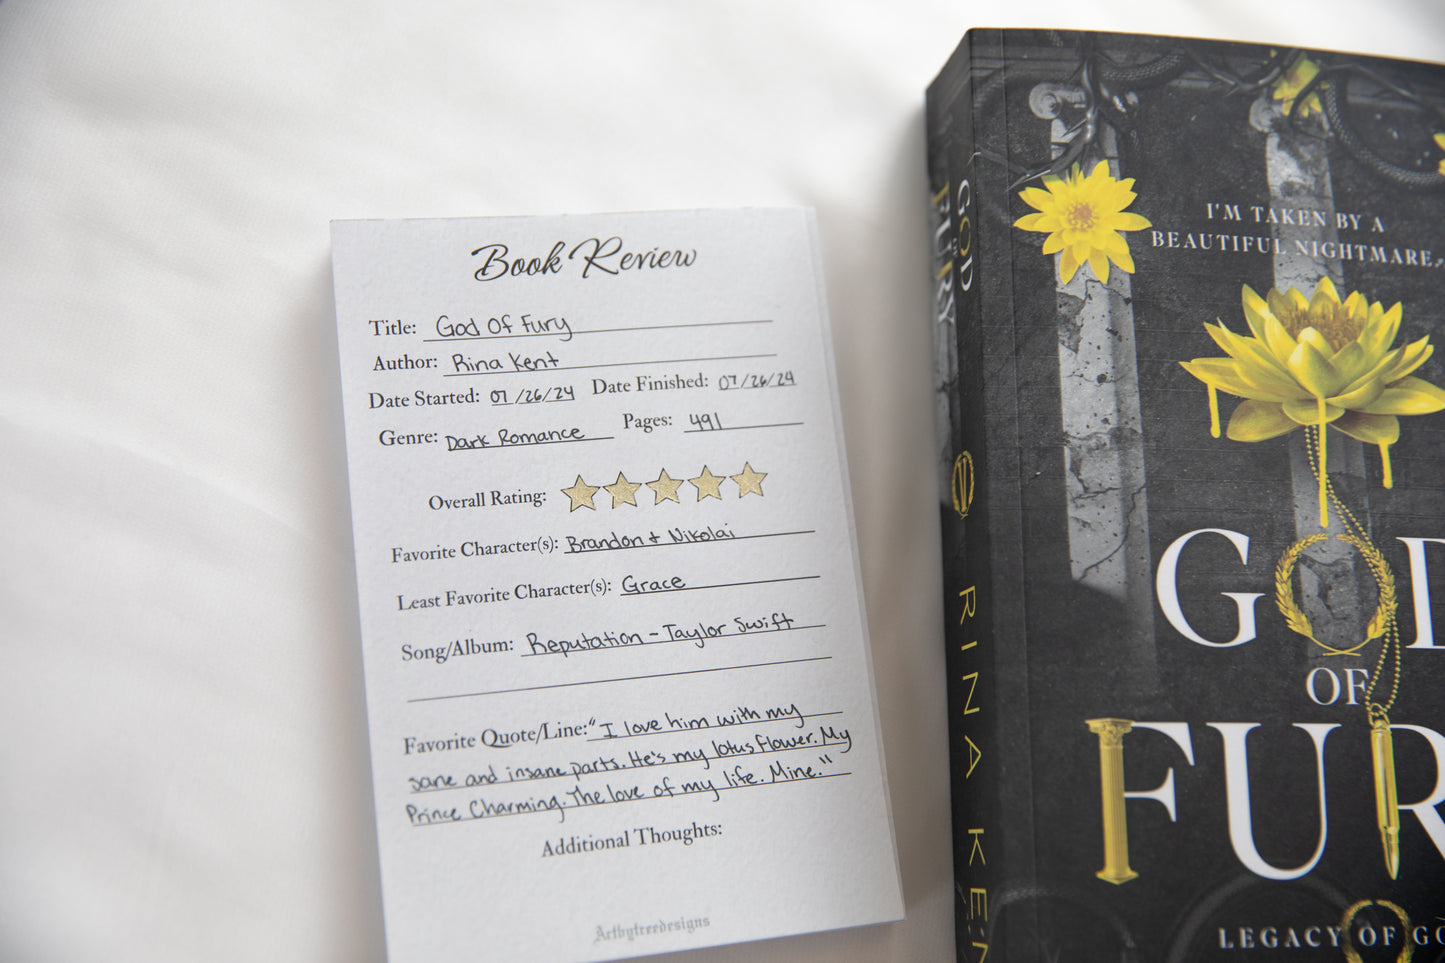 Book Review
Title: God Of Fury
Author: Rina Kent
Date Started: 07/26/24 Date Finished: 07/26/24
Genre: Dark Romance Pages: 491
Overall Rating:
Favorite Character(s): Brandon + Nikolai
Least Favorite Character(s): Grace
Song/Album: Reputation - Taylor Swift
Favorite Quote/Line: "I love him with my
sane and insane parts. He's my lotus flower. My
Prince Charming. The love of my life. Mine."
Additional Thoughts:
Artbytreedesigns
GOD OF FURY
RINA KEN
I'M TAKEN BY A
BEAUTIFUL NIGHTMARE.
GOD
OF
FUR
LEGACY OF GO